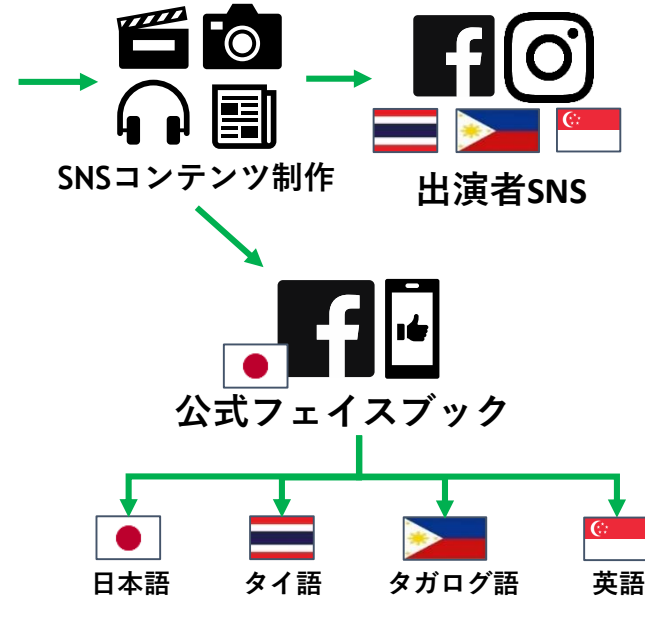 SNSコンテンツ制作
出演者SNS
公式フェイスブック
日本語
タイ語
タガログ語
英語